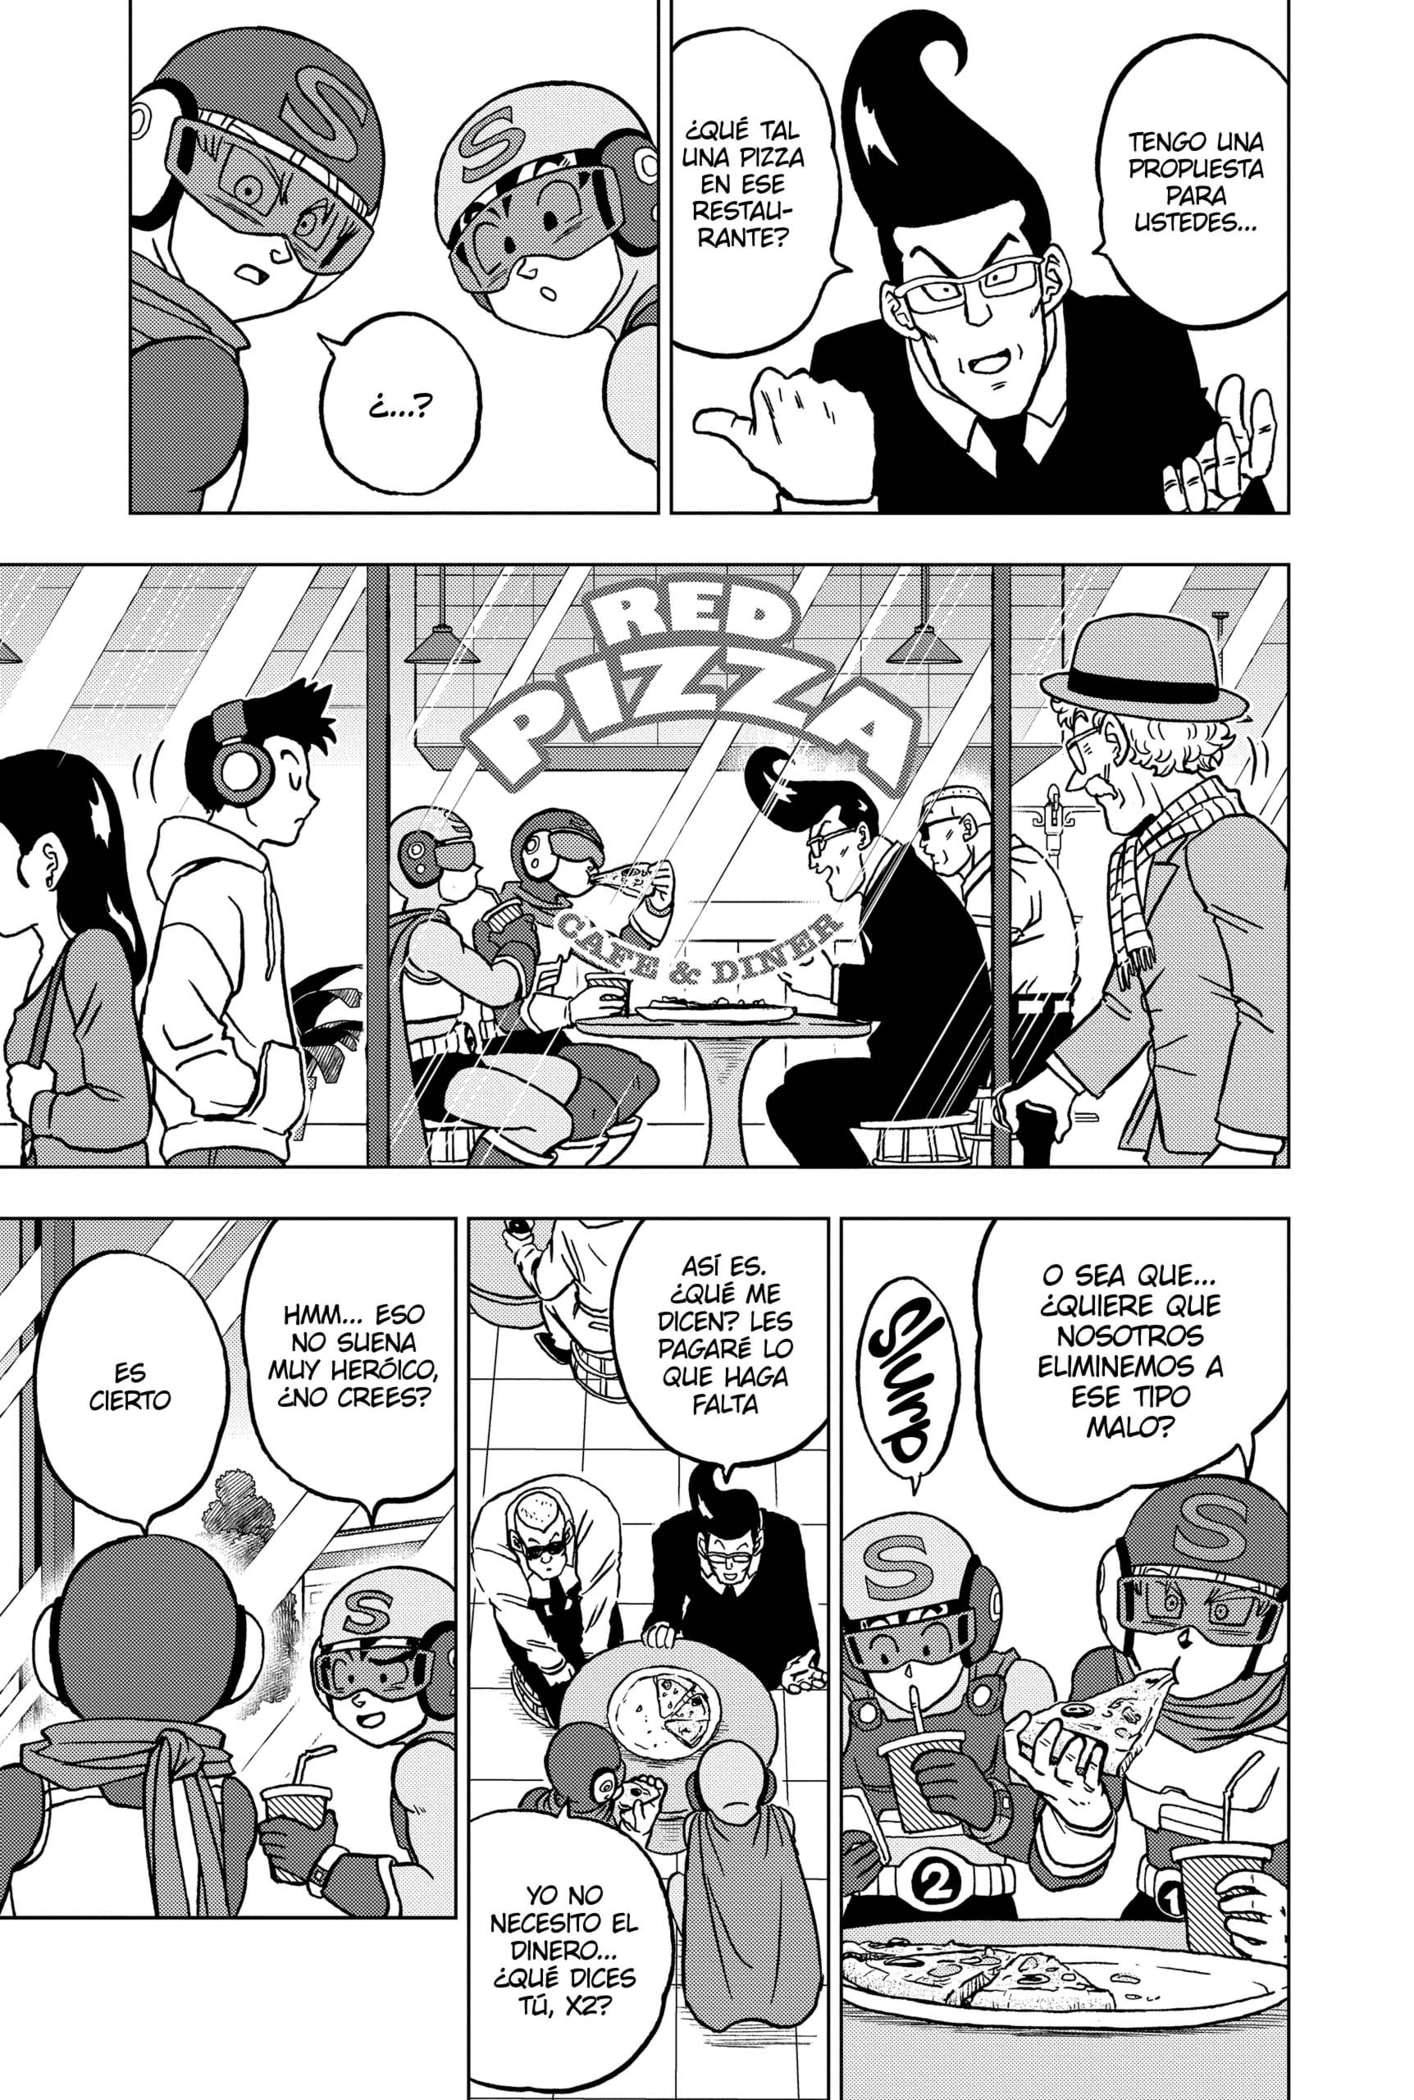 TENGO UNA
PROPUESTA
PARA
USTEDES...
¿QUÉ TAL
UNA PIZZA
EN ESE
RESTAU-
RANTE?
S
S
¿...?
RED
PIZZA
CAFE & DINER
O SEA QUE...
¿QUIERE QUE
NOSOTROS
ELIMINEMOS A
ESE TIPO
MALO?
Slurp
S
S
2
1
ASÍ ES.
¿QUÉ ME
DICEN? LES
PAGARÉ LO
QUE HAGA
FALTA
YO NO
NECESITO EL
DINERO...
¿QUÉ DICES
TÚ, X2?
HMM... ESO
NO SUENA
MUY HERÓICO,
¿NO CREES?
S
ES
CIERTO